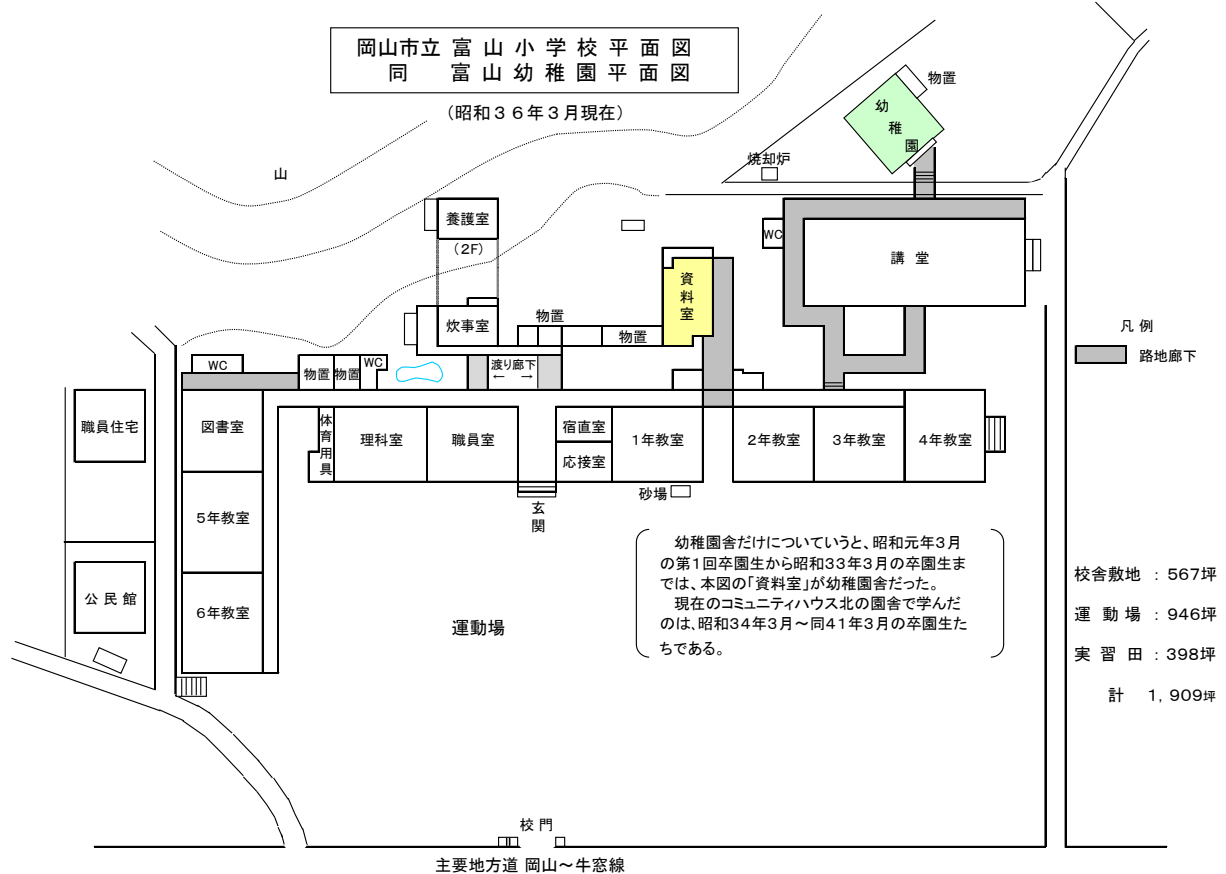 岡山市立 富 山 小 学 校 平 面 図
同 富 山 幼 稚 園 平 面 図
（昭和３６年３月現在）
物置
幼稚園
焼却炉
山
養護室
（２Ｆ）
WC
講 堂
資料室
凡 例
路地廊下
炊事室
物置
物置
WC
物置
物置
WC
渡り廊下
← →
職員住宅
図書室
体育用具
理科室
職員室
宿直室
応接室
１年教室
２年教室
３年教室
４年教室
砂場
玄関
５年教室
幼稚園舎だけについていうと、昭和元年３月
の第１回卒園生から昭和３３年３月の卒園生ま
では、本図の「資料室」が幼稚園舎だった。
現在のコミュニティハウス北の園舎で学んだ
のは、昭和３４年３月～同４１年３月の卒園生た
ちである。
校舎敷地 ： 567坪
運 動 場 ： 946坪
実 習 田 ： 398坪
計 1,909坪
公 民 館
６年教室
運動場
校 門
主要地方道 岡山～牛窓線